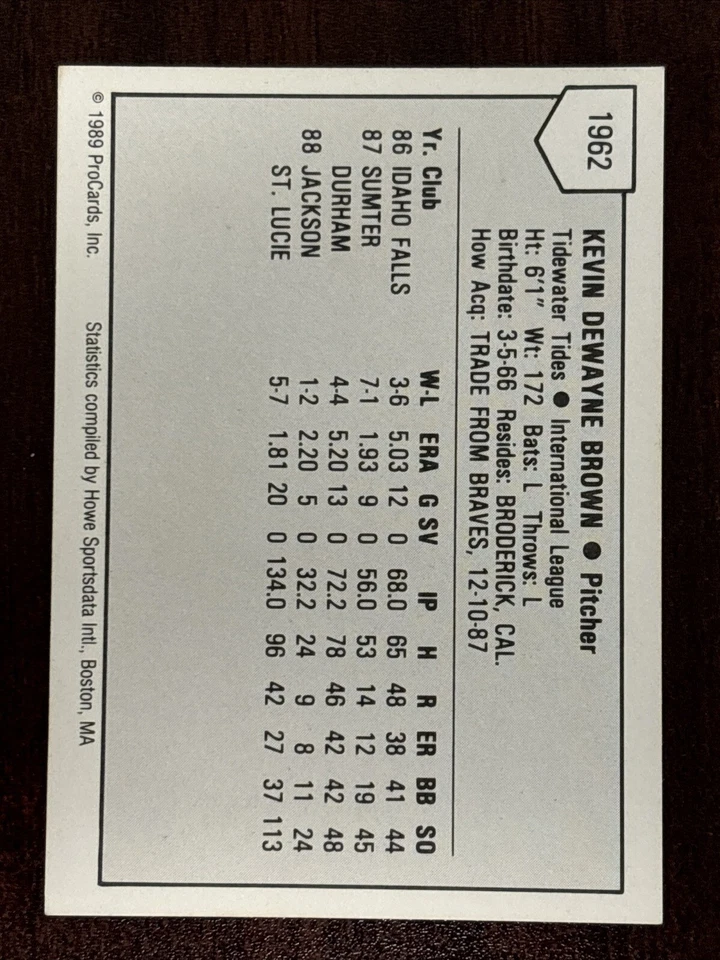 1962
KEVIN DEWAYNE BROWN ● Pitcher
Tidewater Tides ● International League
Ht: 6'1" Wt: 172 Bats: L Throws: L
Birthdate: 3-5-66 Resides: BRODERICK, CAL.
How Acq: TRADE FROM BRAVES, 12-10-87
Yr. Club W-L ERA G SV IP H R ER BB SO
86 IDAHO FALLS 3-6 5.03 12 0 68.0 65 48 38 41 44
87 SUMTER 7-1 1.93 9 0 56.0 53 14 12 19 45
DURHAM 4-4 5.20 13 0 72.2 78 46 42 42 48
88 JACKSON 1-2 2.20 5 0 32.2 24 9 8 11 24
ST. LUCIE 5-7 1.81 20 0 134.0 96 42 27 37 113
© 1989 ProCards, Inc. Statistics compiled by Howe Sportsdata Intl., Boston, MA